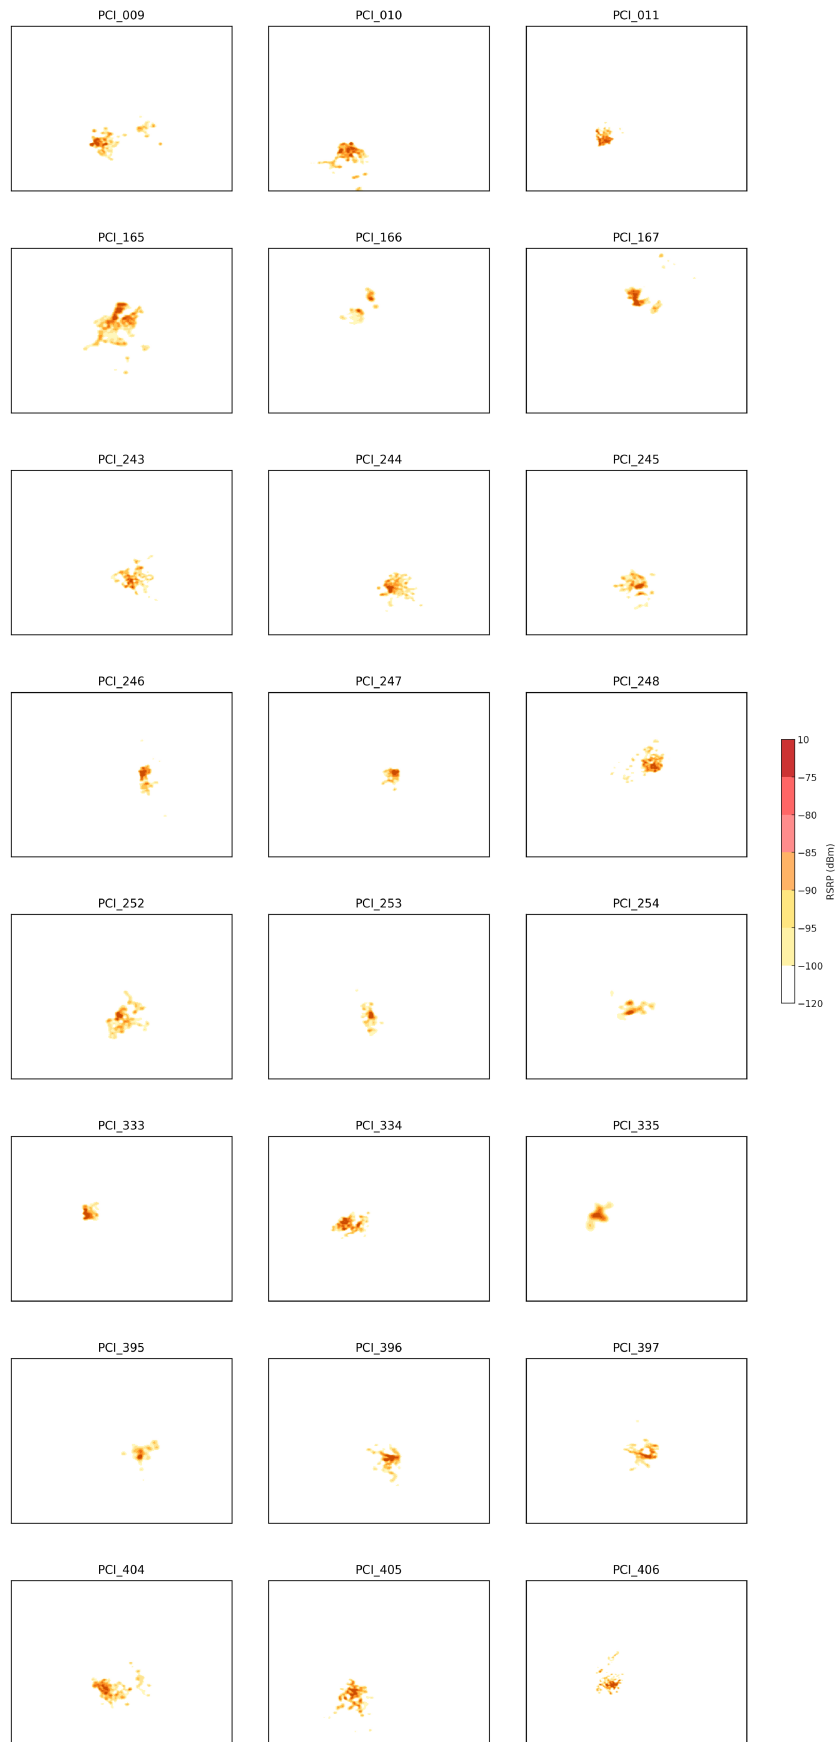 PCI_009 PCI_010 PCI_011
PCI_165 PCI_166 PCI_167
PCI_243 PCI_244 PCI_245
PCI_246 PCI_247 PCI_248
10
−75
−80
−85
−90
−95
−100
−120
RSRP (dBm)
PCI_252 PCI_253 PCI_254
PCI_333 PCI_334 PCI_335
PCI_395 PCI_396 PCI_397
PCI_404 PCI_405 PCI_406